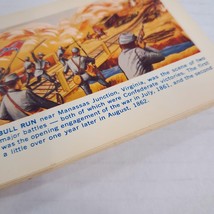 BULL RUN near Manassas Junction, Virginia, was the scene of two
major battles — both of which were Confederate victories. The first
was the opening engagement of the war in July, 1861, and the second
a little over one year later in August, 1862.